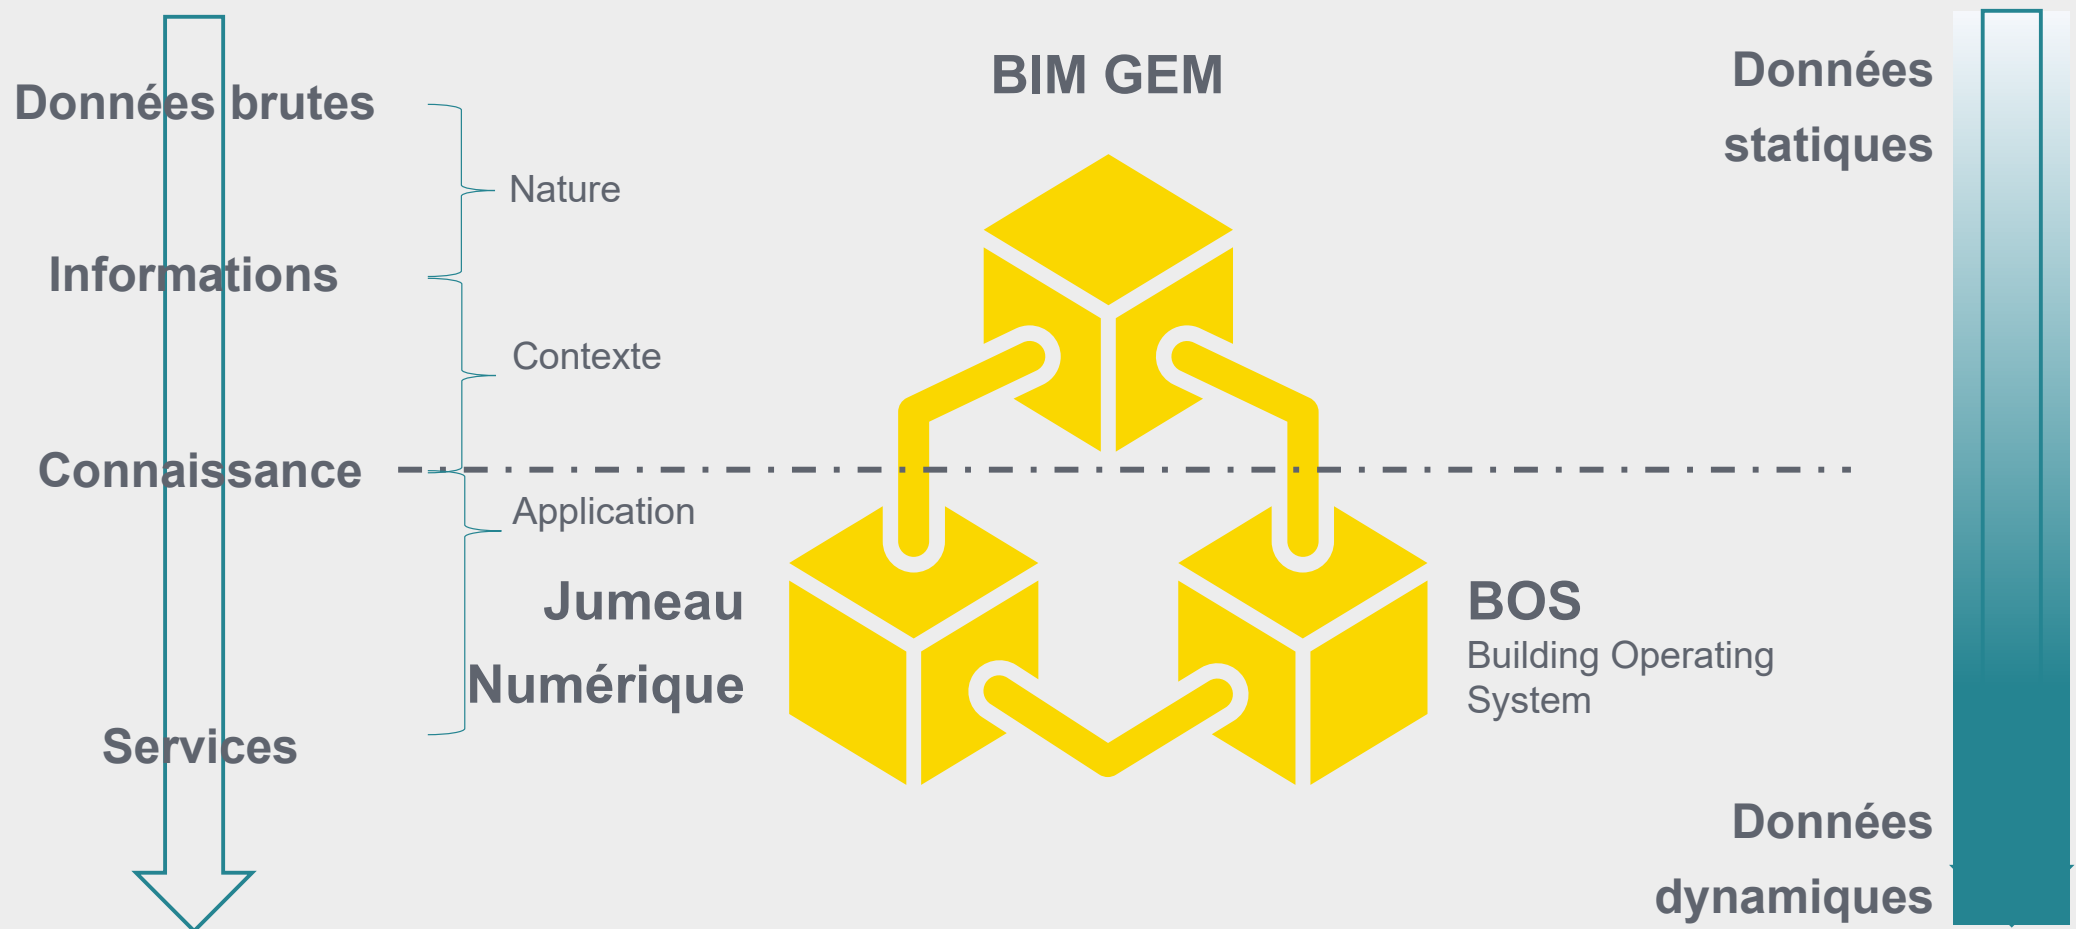 BIM GEM
Données
statiques
Données brutes
Nature
Informations
Contexte
Connaissance
Application
Jumeau
Numérique
BOS
Building Operating
System
Services
Données
dynamiques